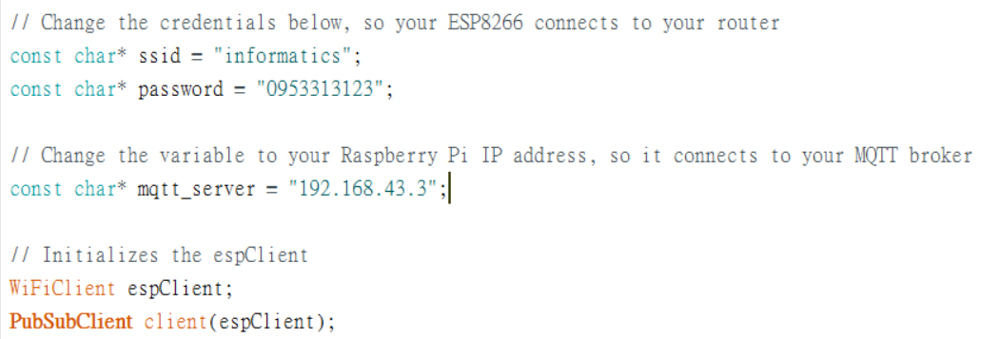 // Change the credentials below, so your ESP8266 connects to your router
const char* ssid = "informatics";
const char* password = "0953313123";
// Change the variable to your Raspberry Pi IP address, so it connects to your MQTT broker
const char* mqtt_server = "192.168.43.3";
// Initializes the espClient
WiFiClient espClient;
PubSubClient client(espClient);